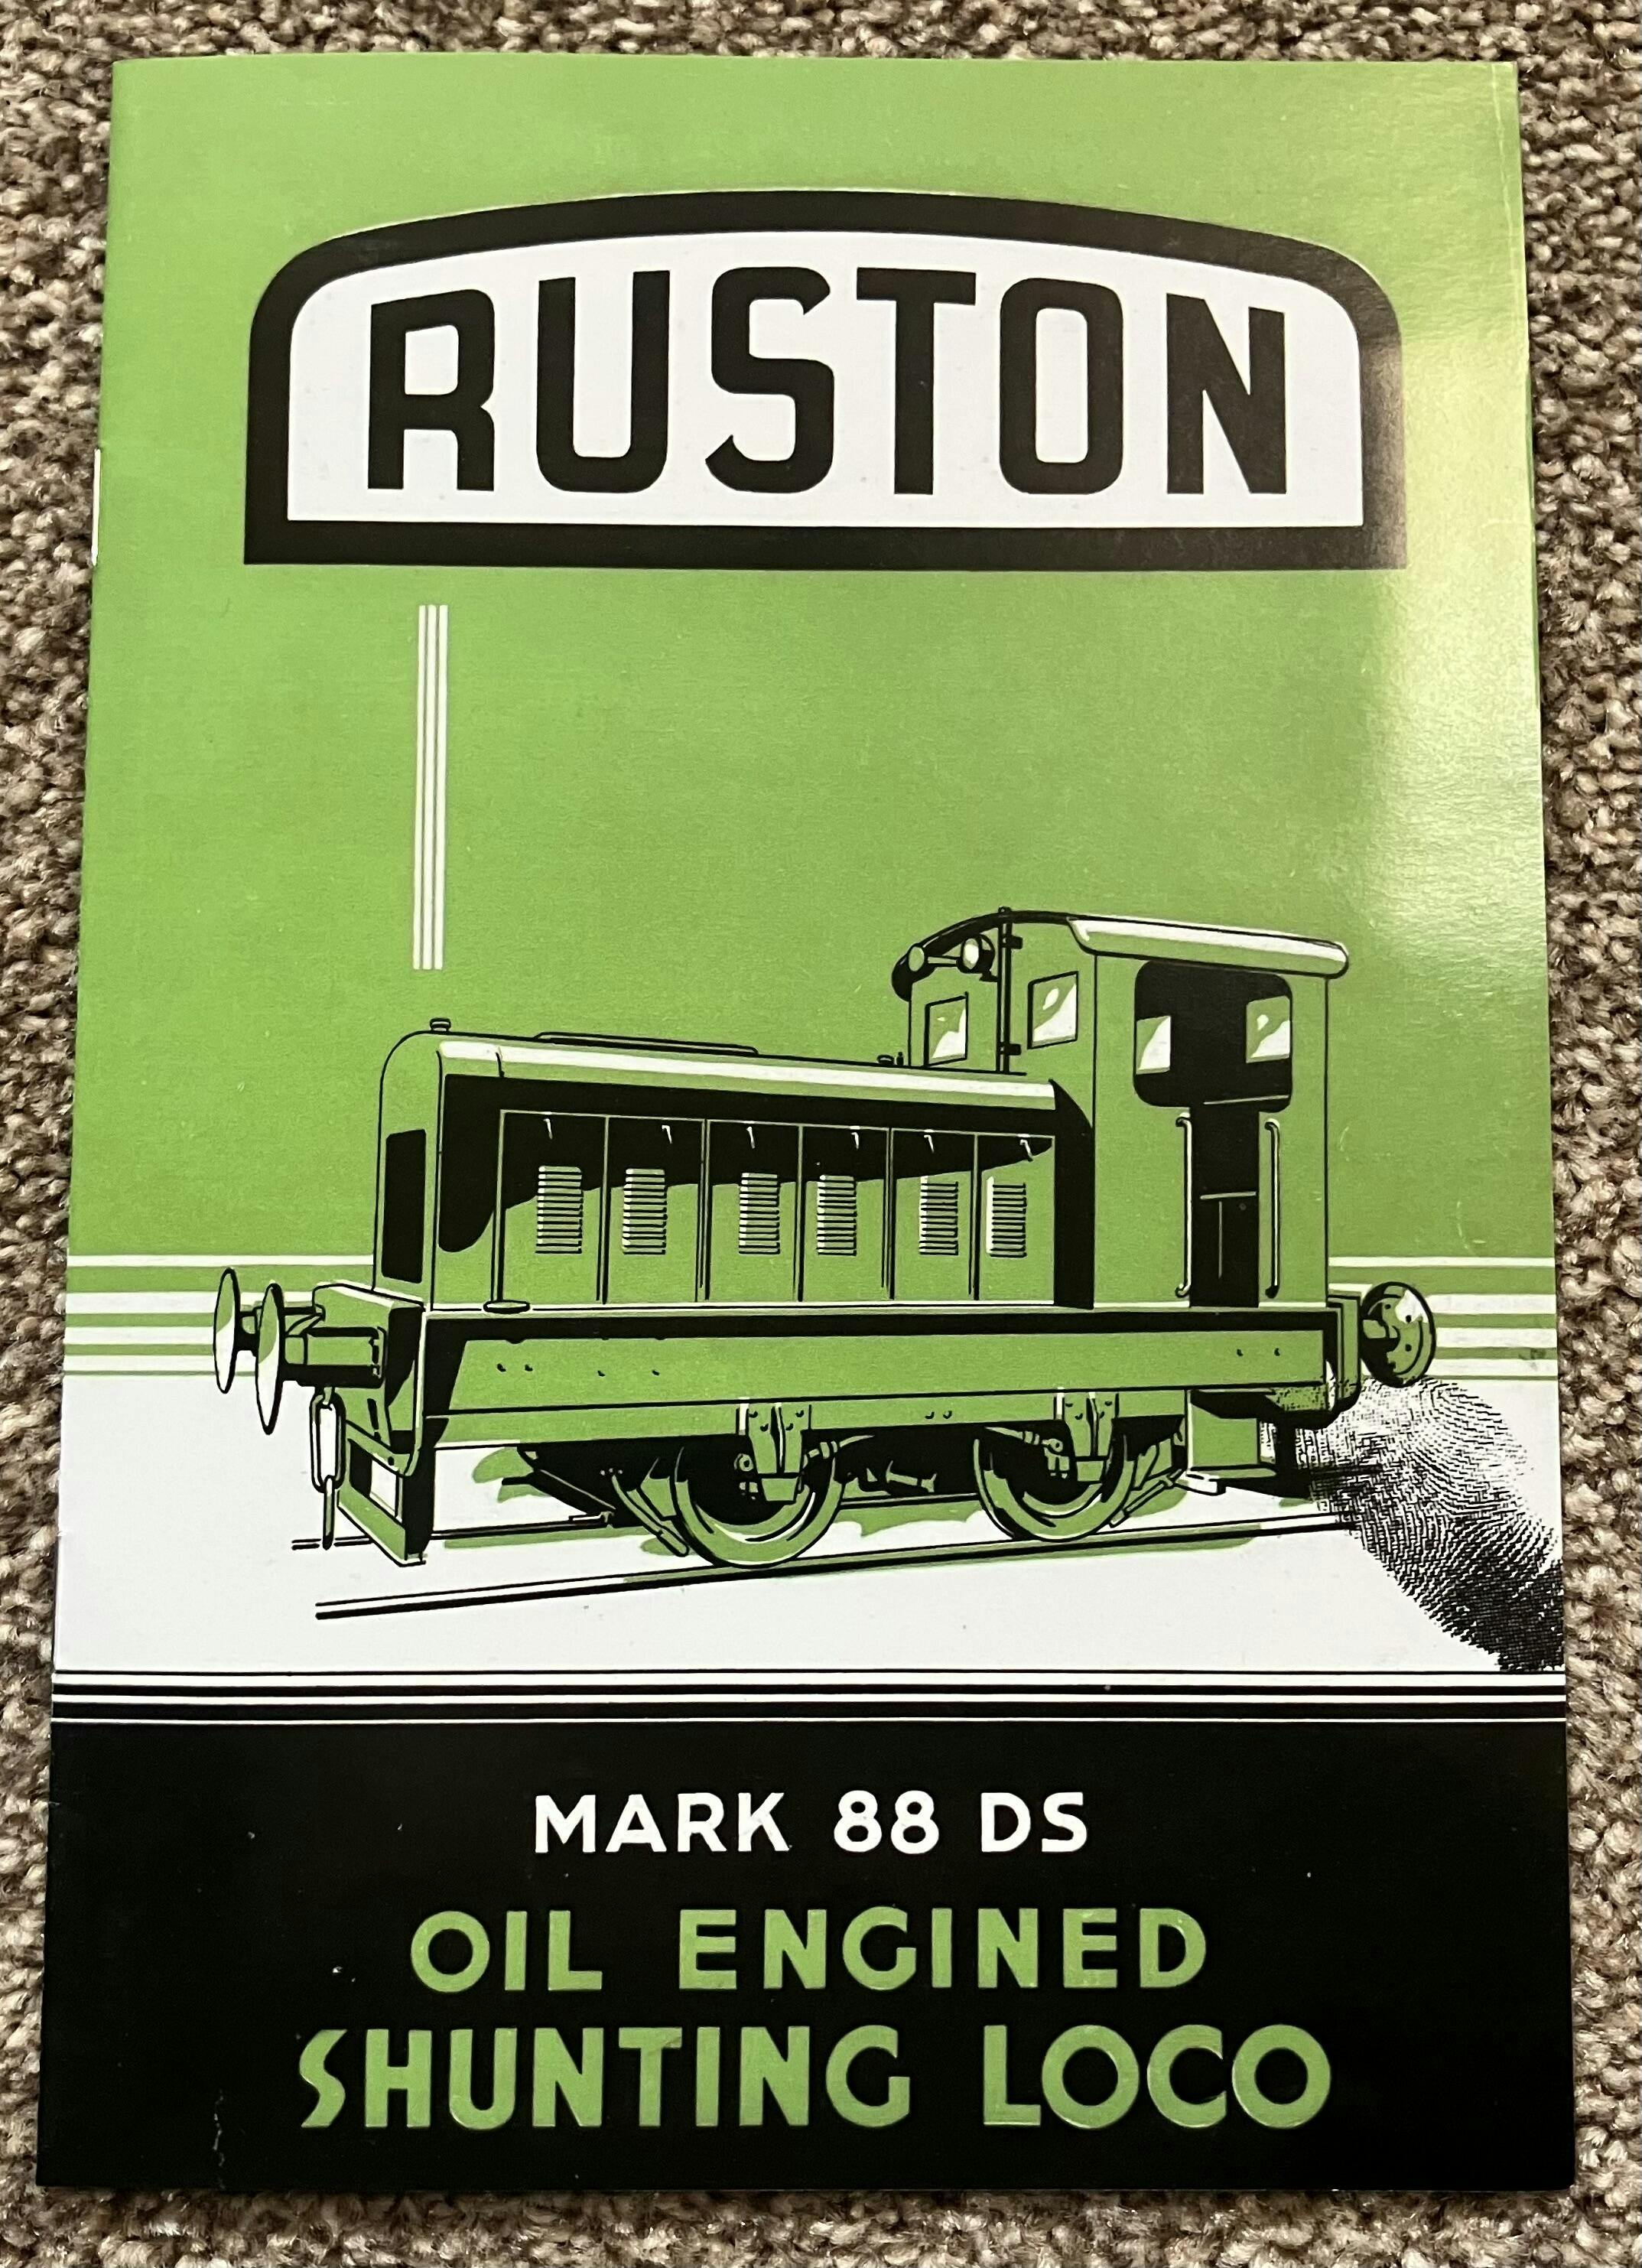 RUSTON
MARK 88 DS
OIL ENGINED
SHUNTING LOCO